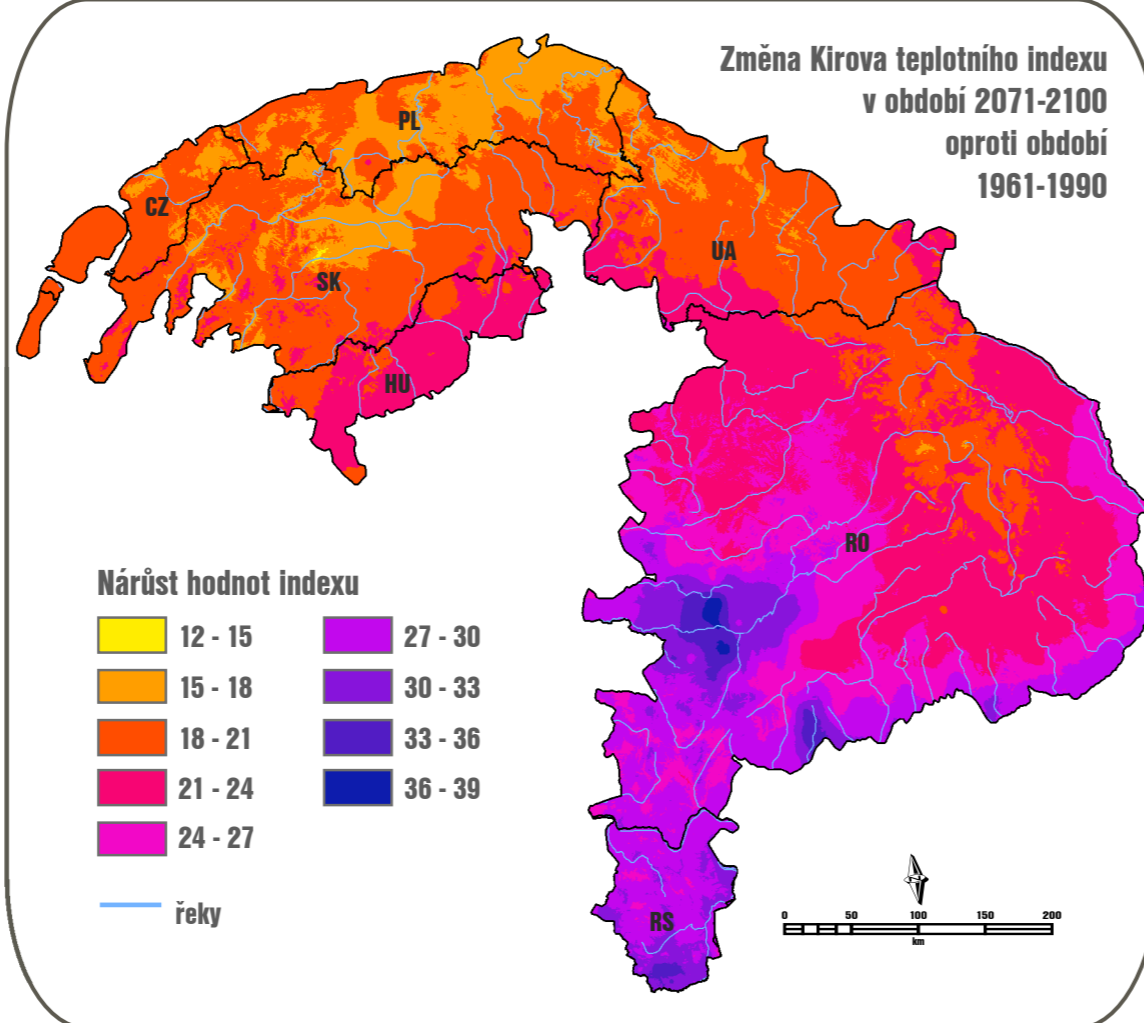 Změna Kirova teplotního indexu
v období 2071-2100
oproti období
1961-1990
PL
CZ
UA
SK
HU
RO
RS
Nárůst hodnot indexu
12 - 15
15 - 18
18 - 21
21 - 24
24 - 27
27 - 30
30 - 33
33 - 36
36 - 39
řeky
0 50 100 150 200
km